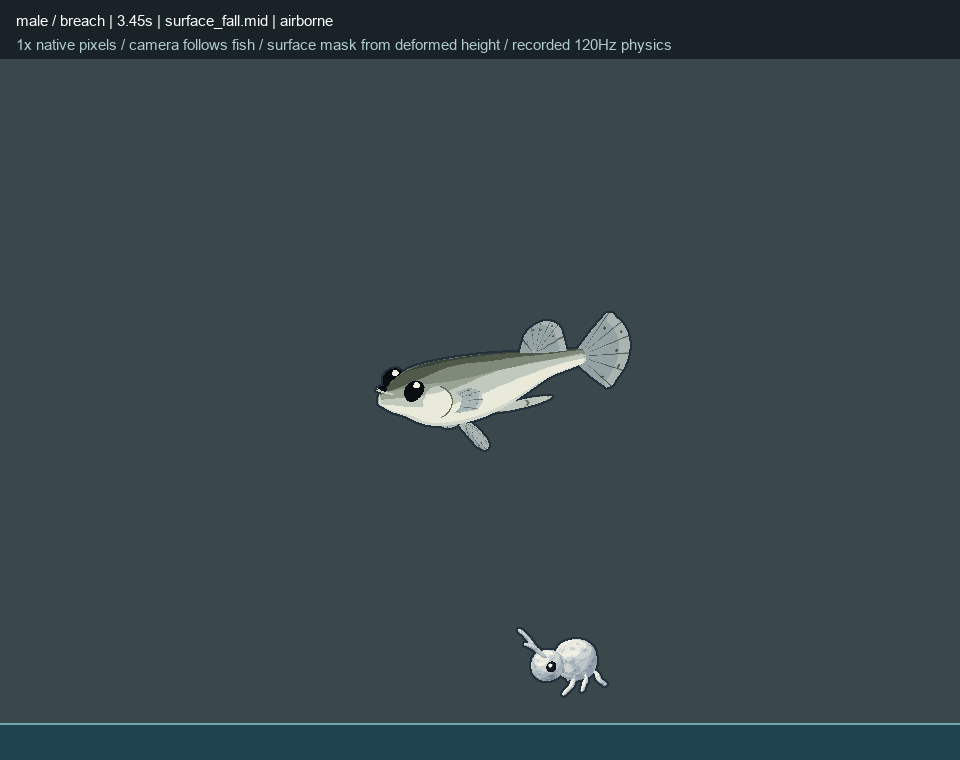 male / breach | 3.45s | surface_fall.mid | airborne
1x native pixels / camera follows fish / surface mask from deformed height / recorded 120Hz physics